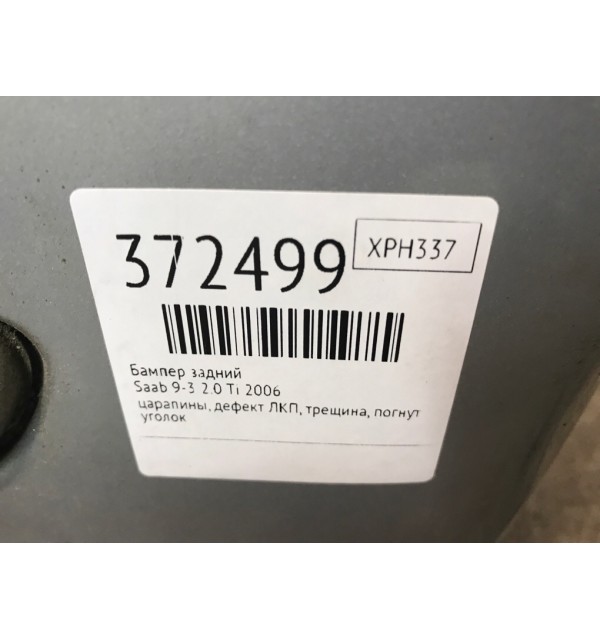 372499
XPH337
Бампер задний
Saab 9-3 2.0 Ti 2006
царапины, дефект ЛКП, трещина, погнут
уголок